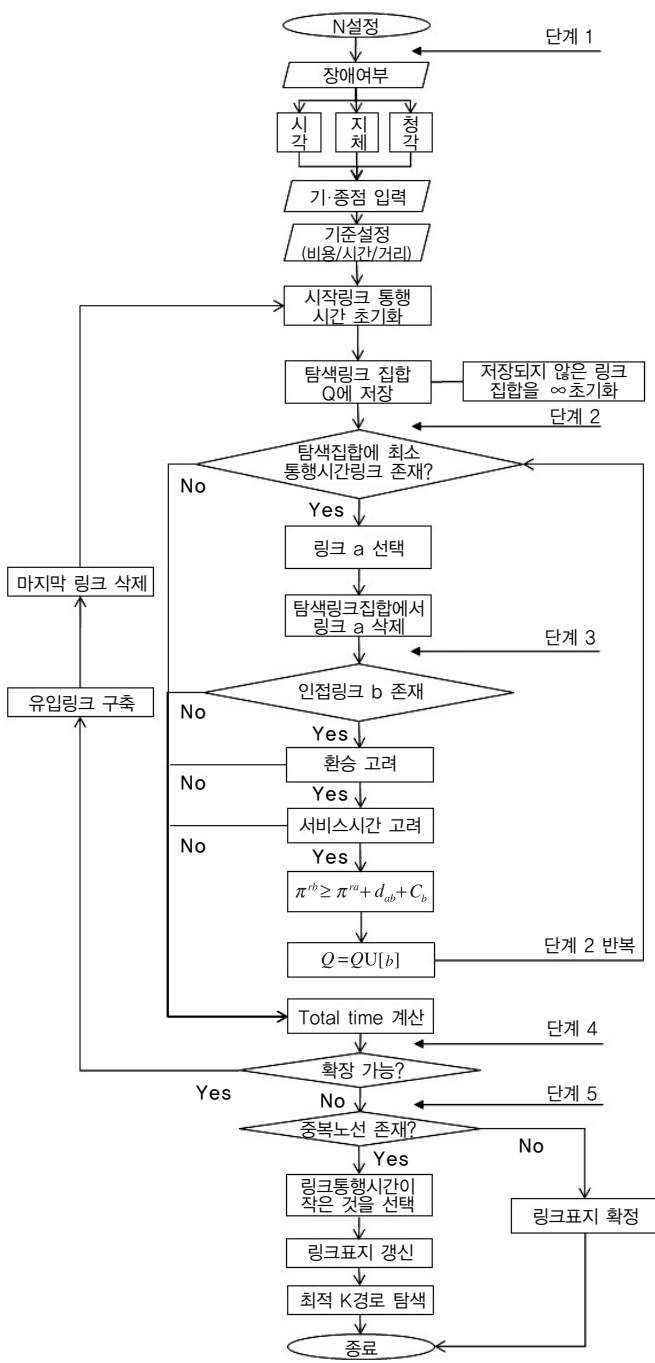 N설정
단계 1
장애여부
시
각
지
체
청
각
기·종점 입력
기준설정
(비용/시간/거리)
시작링크 통행
시간 초기화
탐색링크 집합
Q에 저장
저장되지 않은 링크
집합을 ∞초기화
단계 2
탐색집합에 최소
통행시간링크 존재?
No
Yes
링크 a 선택
마지막 링크 삭제
탐색링크집합에서
링크 a 삭제
단계 3
인접링크 b 존재
유입링크 구축
No
Yes
환승 고려
No
Yes
서비스시간 고려
No
Yes
π^{rb} ≥ π^{ra} + d_{ab} + C_b
Q = QU[b]
단계 2 반복
Total time 계산
단계 4
확장 가능?
Yes
No
단계 5
중복노선 존재?
Yes
No
링크통행시간이
작은 것을 선택
링크표지 확정
링크표지 갱신
최적 K경로 탐색
종료